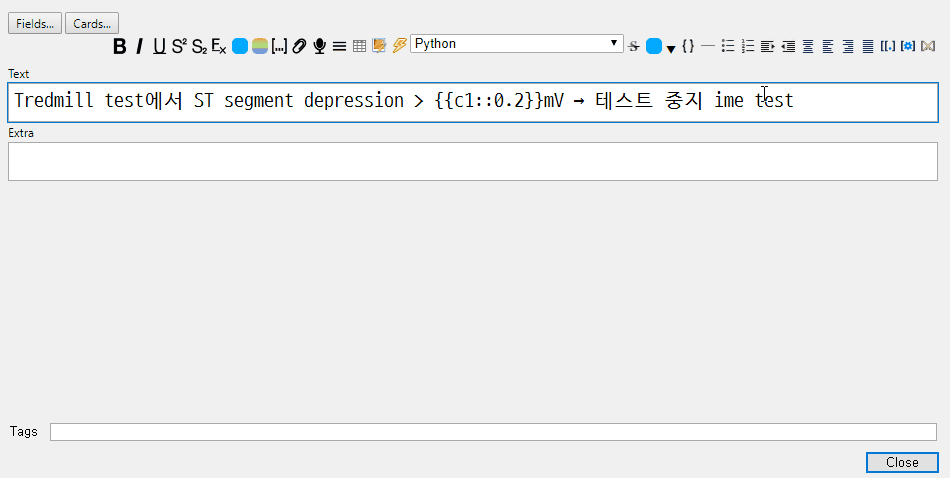 Fields... Cards...
B I U S² S₂ Eₓ [...] Python S {} — [[.] [
Text
Tredmill test에서 ST segment depression > {{c1::0.2}}mV → 테스트 중지 ime test
Extra
Tags
Close